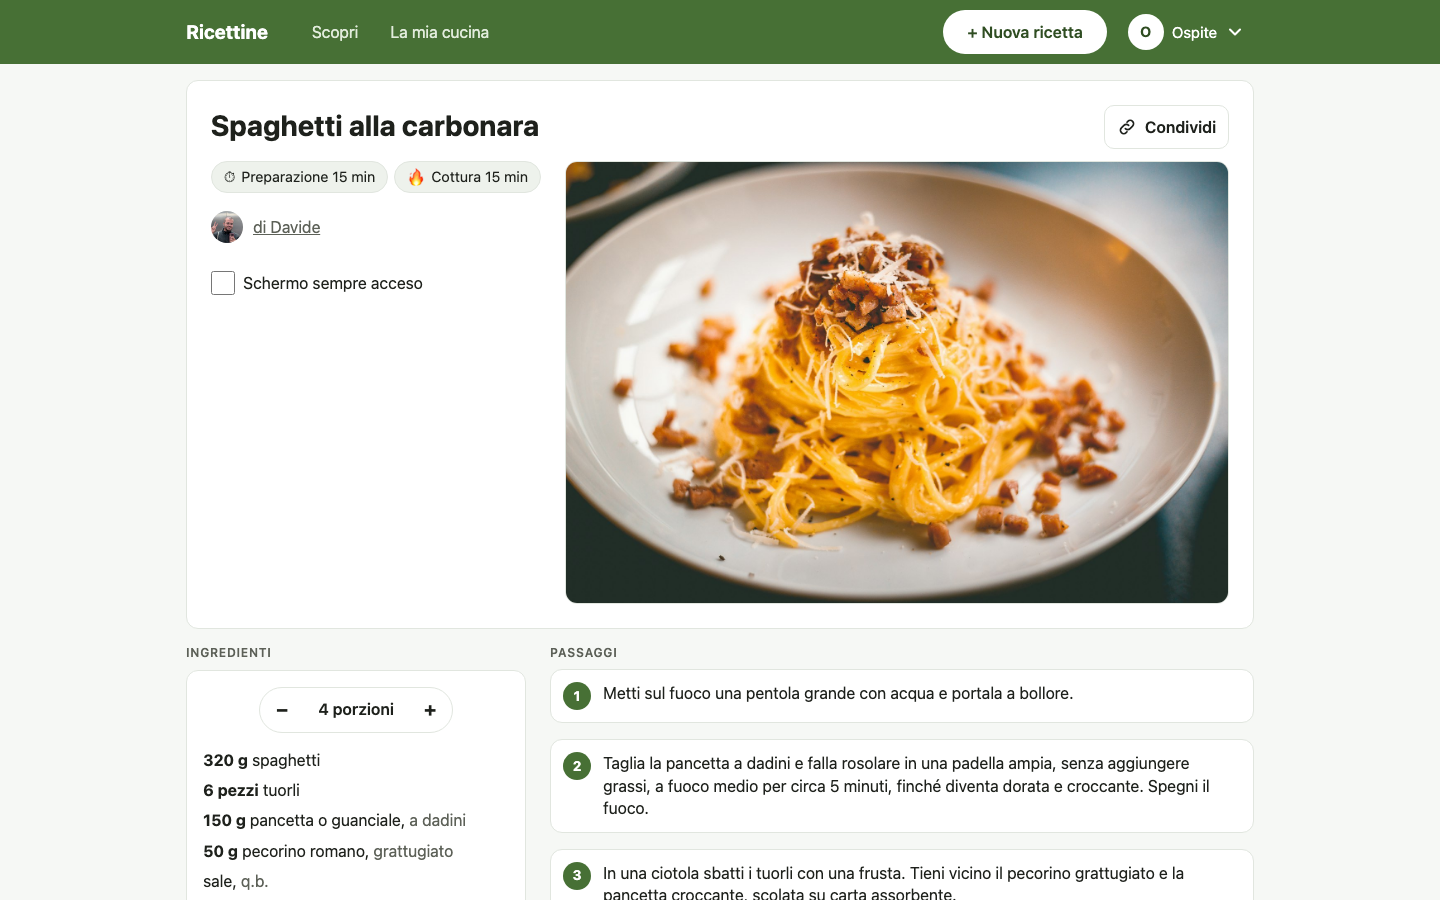 Ricettine
Scopri
La mia cucina
+ Nuova ricetta
O
Ospite
Spaghetti alla carbonara
Condividi
Preparazione 15 min
Cottura 15 min
di Davide
Schermo sempre acceso
INGREDIENTI
− 4 porzioni +
320 g spaghetti
6 pezzi tuorli
150 g pancetta o guanciale, a dadini
50 g pecorino romano, grattugiato
sale, q.b.
PASSAGGI
1 Metti sul fuoco una pentola grande con acqua e portala a bollore.
2 Taglia la pancetta a dadini e falla rosolare in una padella ampia, senza aggiungere
grassi, a fuoco medio per circa 5 minuti, finché diventa dorata e croccante. Spegni il
fuoco.
3 In una ciotola sbatti i tuorli con una frusta. Tieni vicino il pecorino grattugiato e la
pancetta croccante, scolata su carta assorbente.